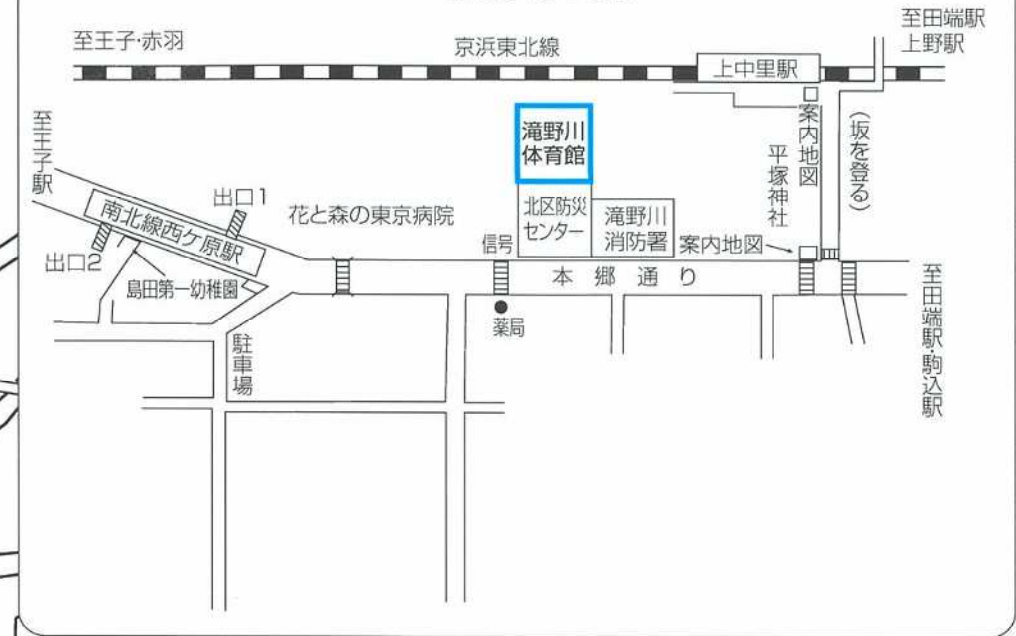 至王子・赤羽
京浜東北線
上中里駅
至田端駅
上野駅
至王子駅
南北線西ケ原駅
出口1
出口2
島田第一幼稚園
花と森の東京病院
滝野川
体育館
北区防災
センター
滝野川
消防署
信号
薬局
本郷通り
案内地図
案内地図
平塚神社
(坂を登る)
駐車場
至田端駅・駒込駅